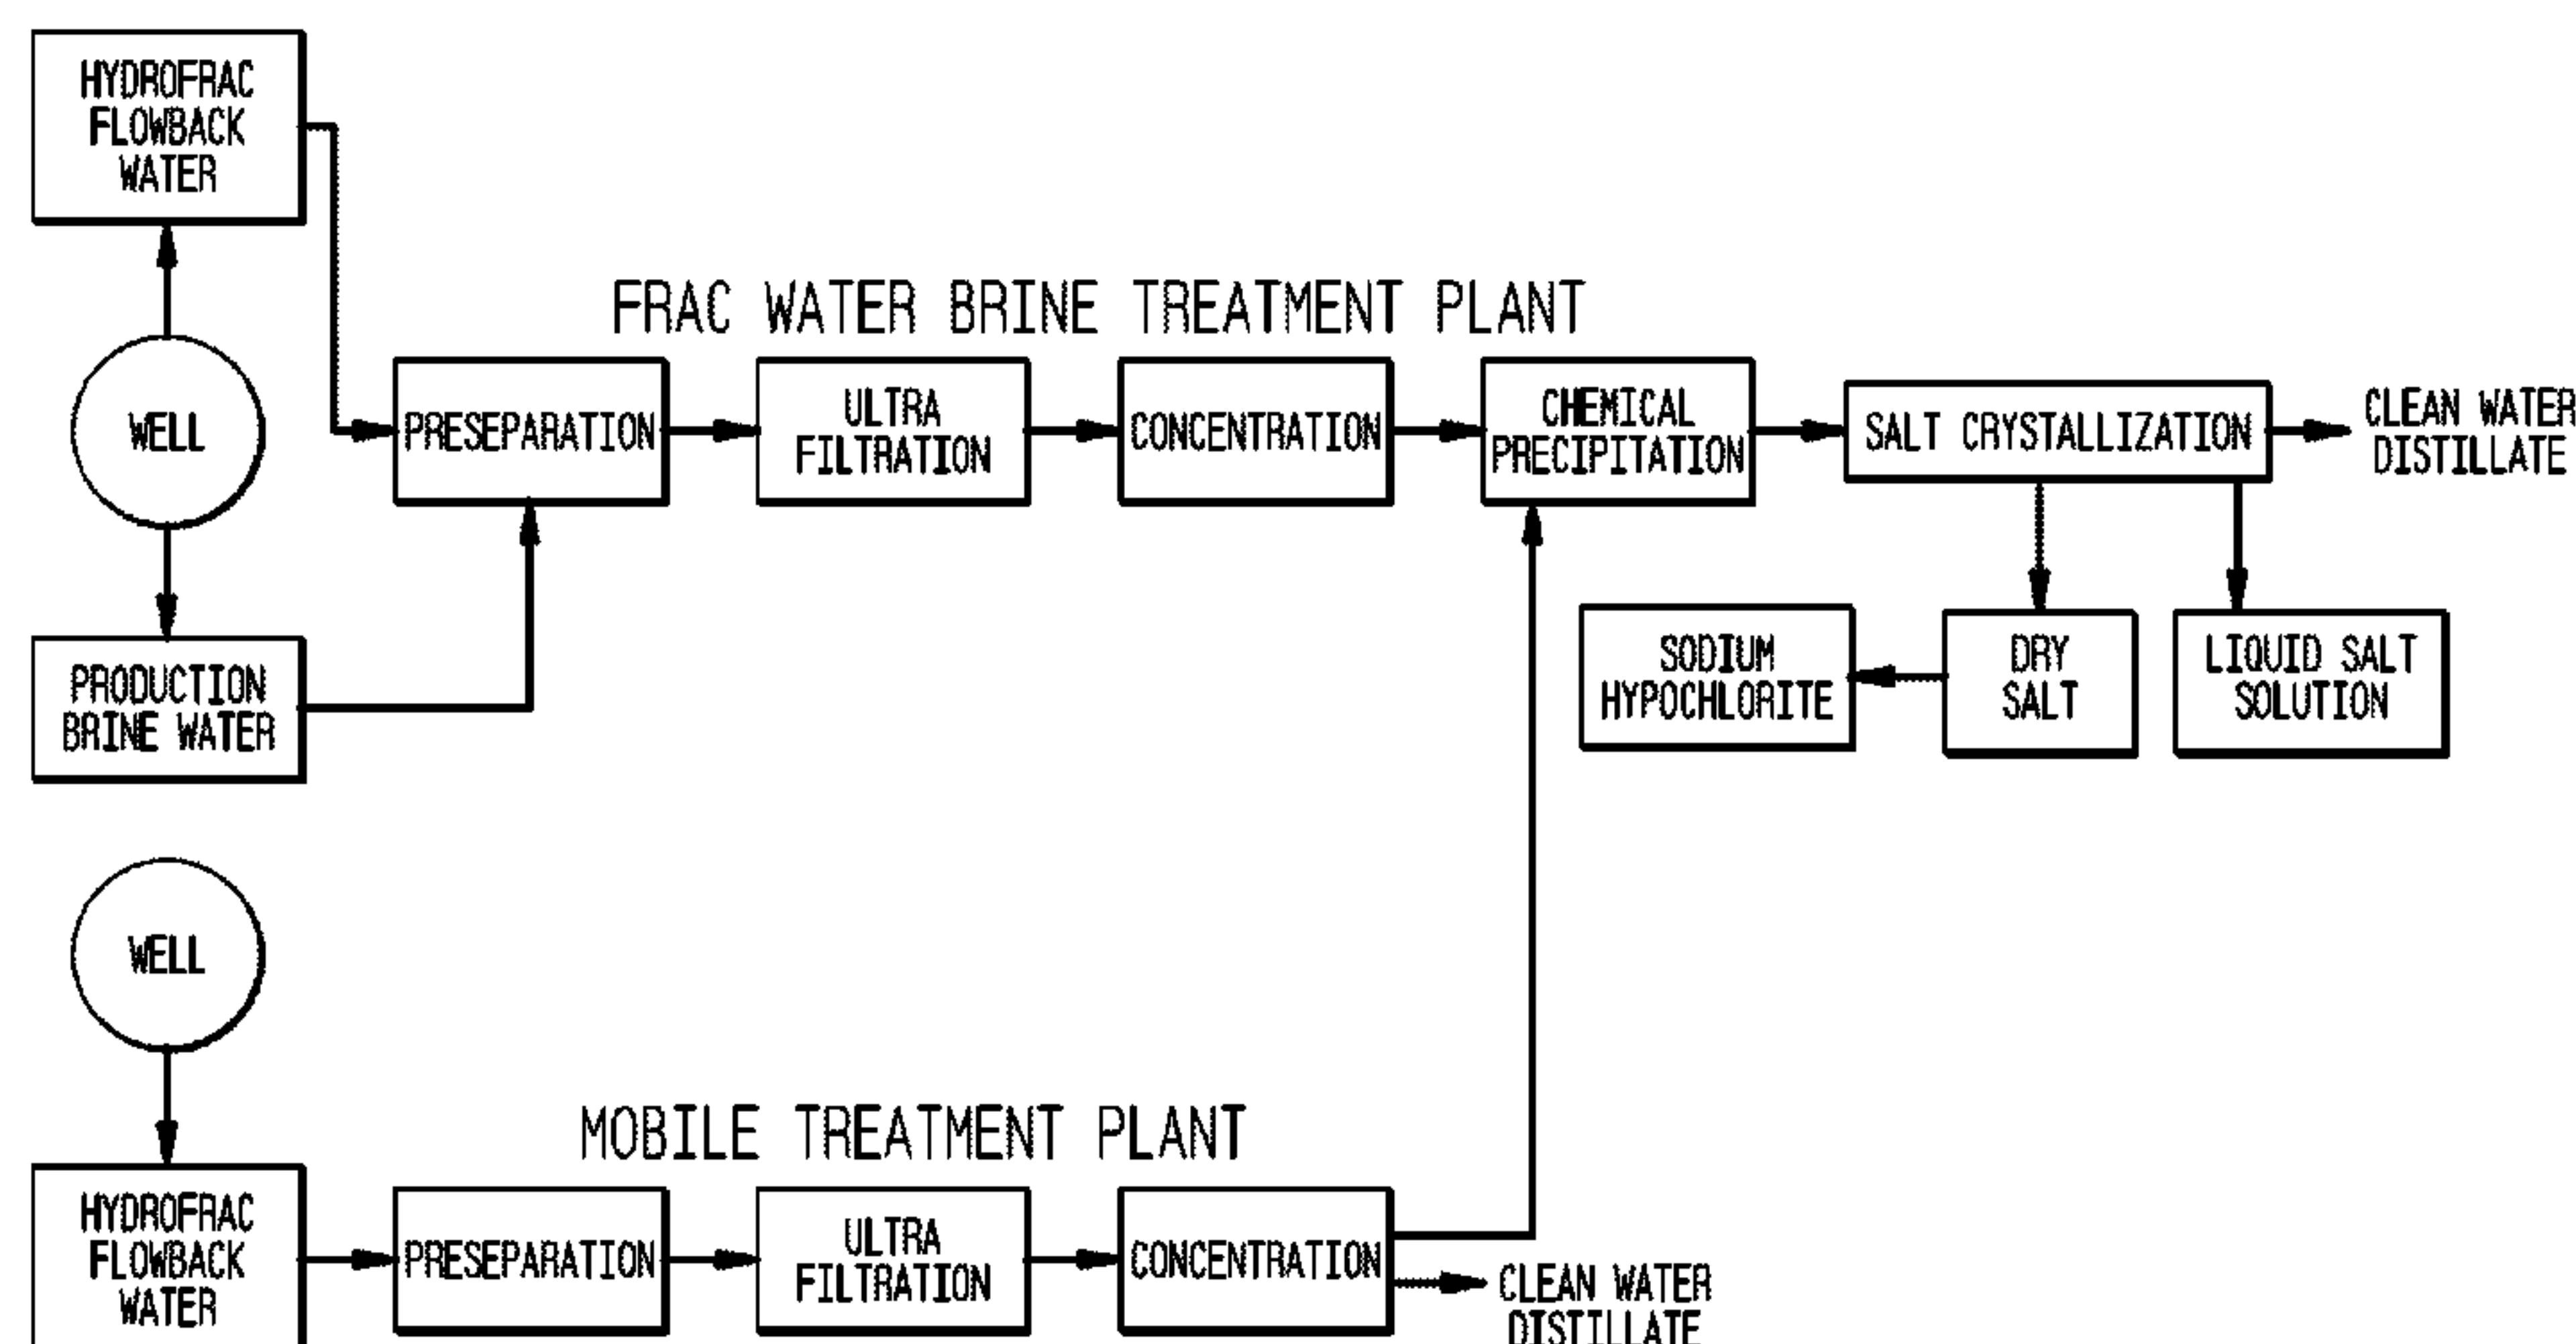 HYDROFRAC
FLOWBACK
WATER
FRAC WATER BRINE TREATMENT PLANT
WELL
PRESEPARATION
ULTRA
FILTRATION
CONCENTRATION
CHEMICAL
PRECIPITATION
SALT CRYSTALLIZATION
CLEAN WATER
DISTILLATE
PRODUCTION
BRINE WATER
SODIUM
HYPOCHLORITE
DRY
SALT
LIQUID SALT
SOLUTION
WELL
MOBILE TREATMENT PLANT
HYDROFRAC
FLOWBACK
WATER
PRESEPARATION
ULTRA
FILTRATION
CONCENTRATION
CLEAN WATER
DISTILLATE